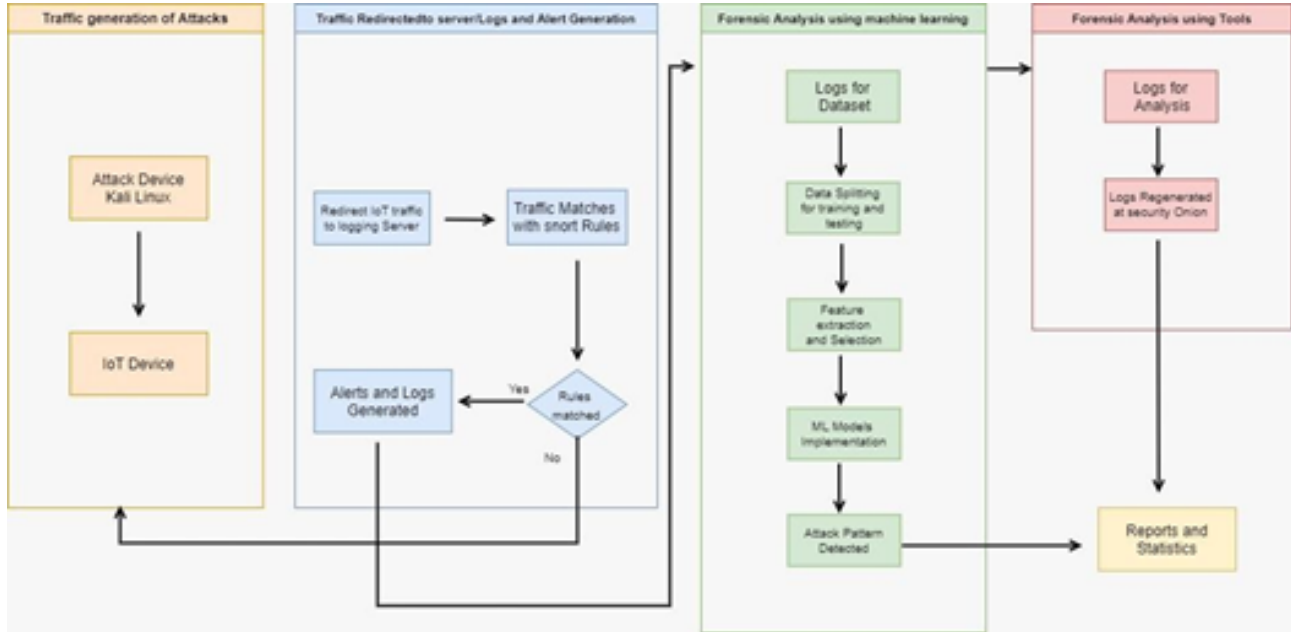 Traffic generation of Attacks
Attack Device
Kali Linux
IoT Device
Traffic Redirectedto server/Logs and Alert Generation
Redirect IoT traffic
to logging Server
Traffic Matches
with snort Rules
Rules
matched
Yes
No
Alerts and Logs
Generated
Forensic Analysis using machine learning
Logs for
Dataset
Data Splitting
for training and
testing
Feature
extraction
and Selection
ML Models
Implementation
Attack Pattern
Detected
Forensic Analysis using Tools
Logs for
Analysis
Logs Regenerated
at security Onion
Reports and
Statistics